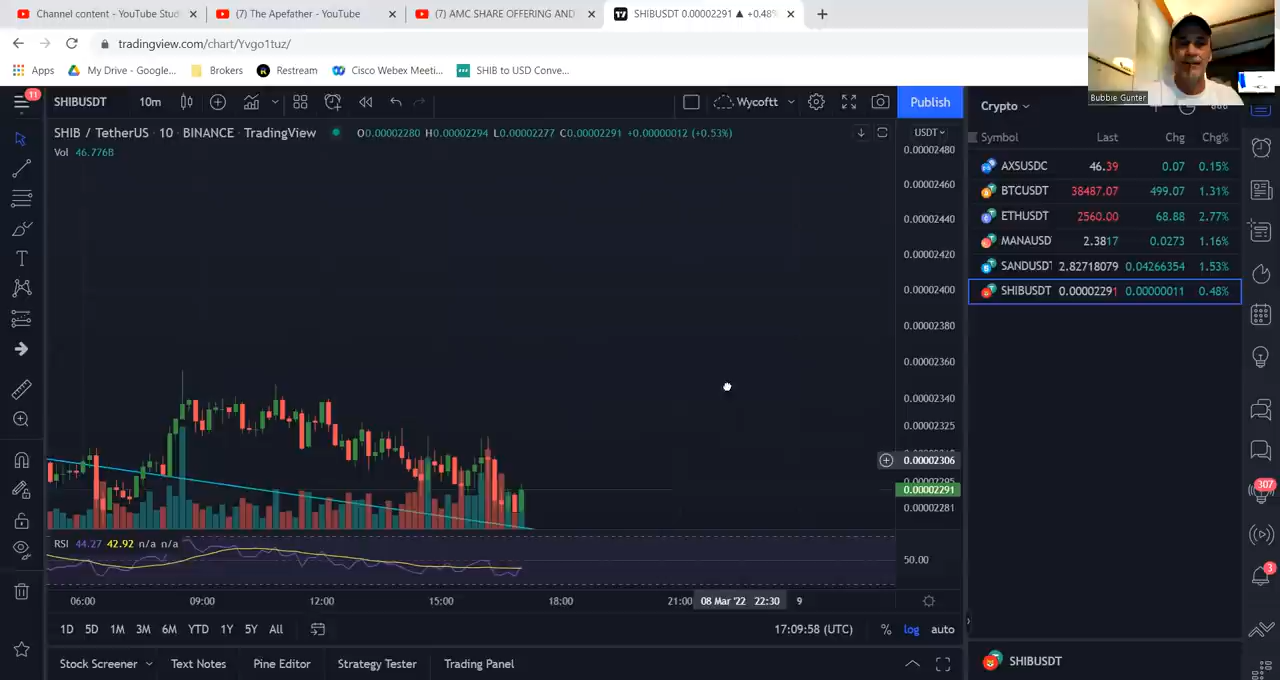 Channel content - YouTube Stud
(7) The Apefather - YouTube
(7) AMC SHARE OFFERING AND
SHIBUSDT 0.00002291 ▲ +0.48%
tradingview.com/chart/Yvgo1tuz/
Apps My Drive - Google... Brokers Restream Cisco Webex Meeti... SHIB to USD Conve...
Bubbie Gunter
11
SHIBUSDT 10m Wycoftt Publish
Crypto
SHIB / TetherUS · 10 · BINANCE · TradingView O0.00002280 H0.00002294 L0.00002277 C0.00002291 +0.00000012 (+0.53%)
Vol 46.776B
USDT
0.00002480
0.00002460
0.00002440
0.00002420
0.00002400
0.00002380
0.00002360
0.00002340
0.00002325
0.00002306
0.00002295
0.00002291
0.00002281
Symbol Last Chg Chg%
AXSUSDC 46.39 0.07 0.15%
BTCUSDT 38487.07 499.07 1.31%
ETHUSDT 2560.00 68.88 2.77%
MANAUSD 2.3817 0.0273 1.16%
SANDUSDT 2.82718079 0.04266354 1.53%
SHIBUSDT 0.00002291 0.00000011 0.48%
307
3
RSI 44.27 42.92 n/a n/a
50.00
06:00 09:00 12:00 15:00 18:00 21:00 08 Mar '22 22:30 9
1D 5D 1M 3M 6M YTD 1Y 5Y All 17:09:58 (UTC) % log auto
Stock Screener Text Notes Pine Editor Strategy Tester Trading Panel
SHIBUSDT